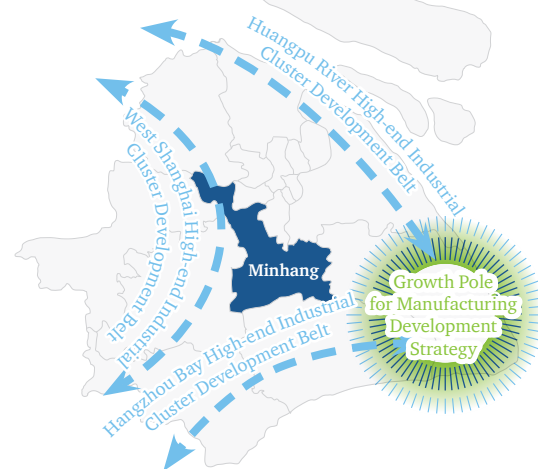 Huangpu River High-end Industrial
Cluster Development Belt
West Shanghai High-end Industrial
Cluster Development Belt
Minhang
Growth Pole
for Manufacturing
Development
Strategy
Hangzhou Bay High-end Industrial
Cluster Development Belt